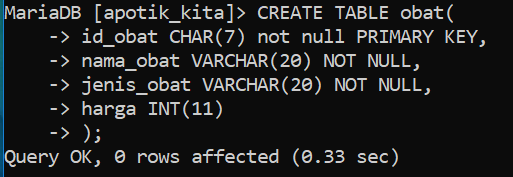 MariaDB [apotik_kita]> CREATE TABLE obat(
    -> id_obat CHAR(7) not null PRIMARY KEY,
    -> nama_obat VARCHAR(20) NOT NULL,
    -> jenis_obat VARCHAR(20) NOT NULL,
    -> harga INT(11)
    -> );
Query OK, 0 rows affected (0.33 sec)